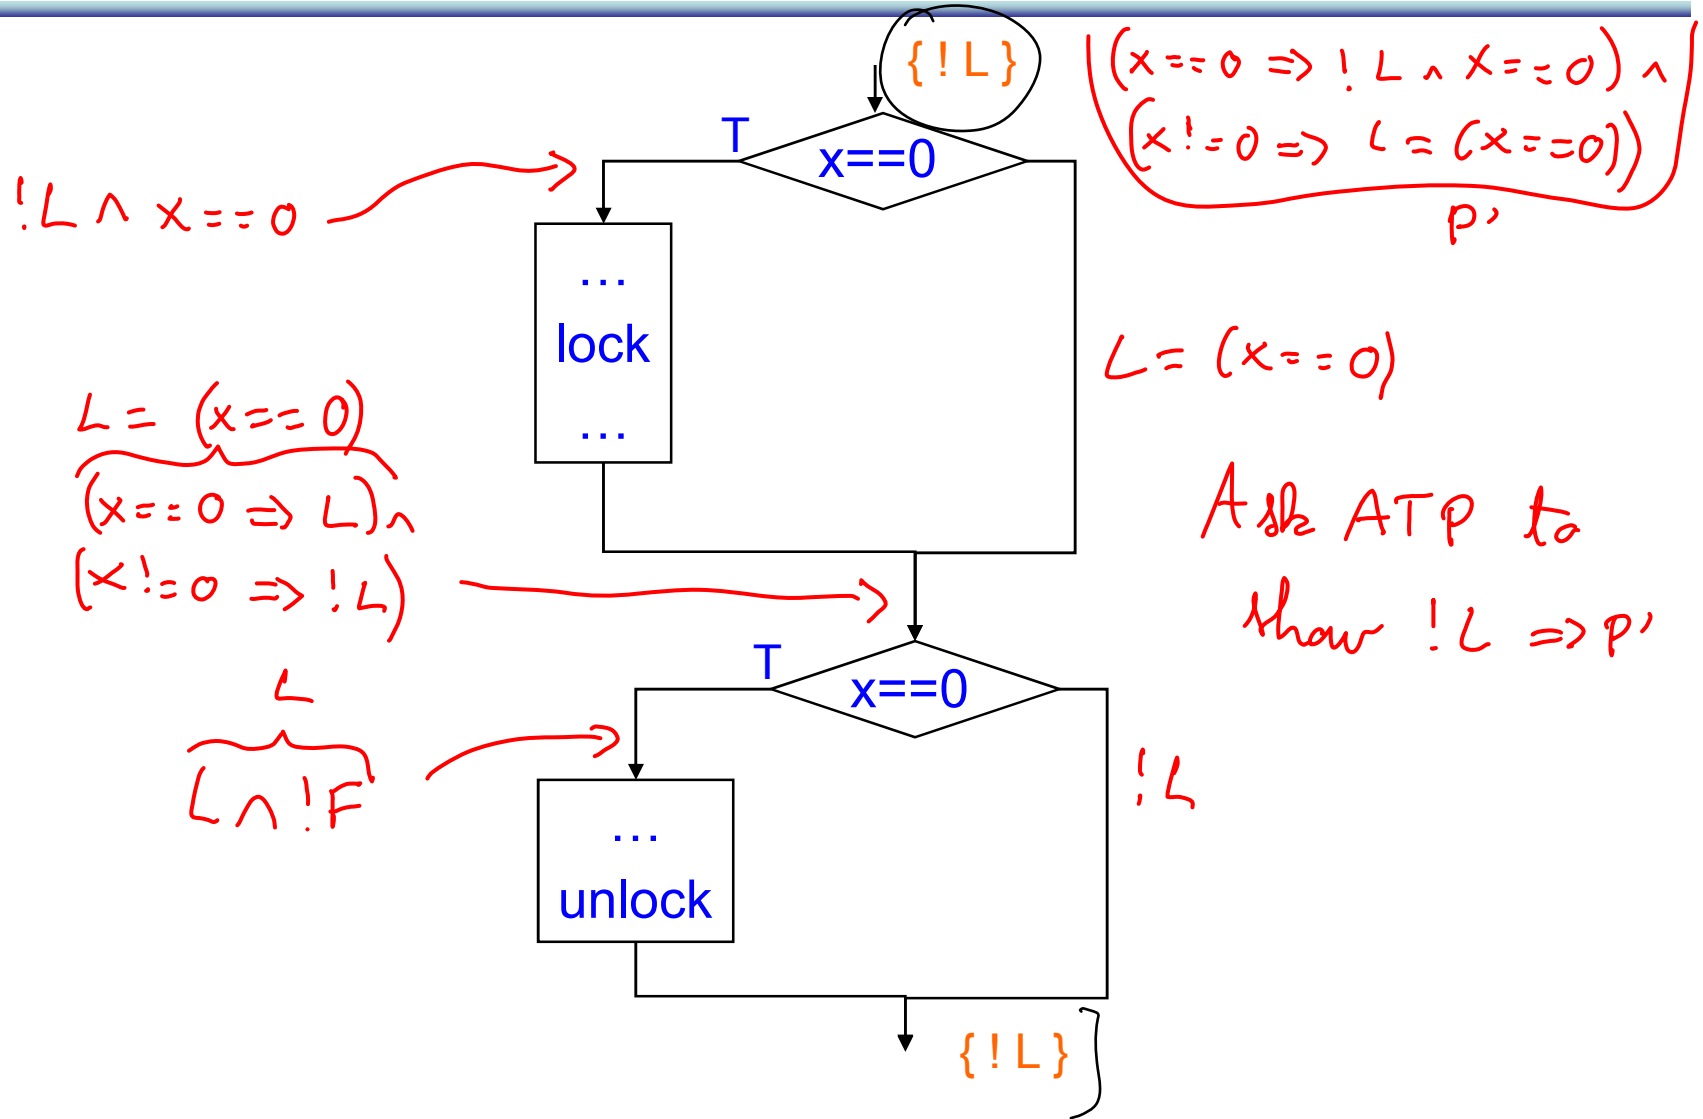 { ! L }
(x==0 => !L ∧ x==0) ∧
(x!=0 => L = (x==0))
p'
T
x==0
!L ∧ x==0
...
lock
...
L = (x==0)
L = (x==0)
(x==0 => L) ∧
(x!=0 => !L)
Ask ATP to
show !L => p'
T
x==0
L
L ∧ !F
!L
...
unlock
{ ! L }